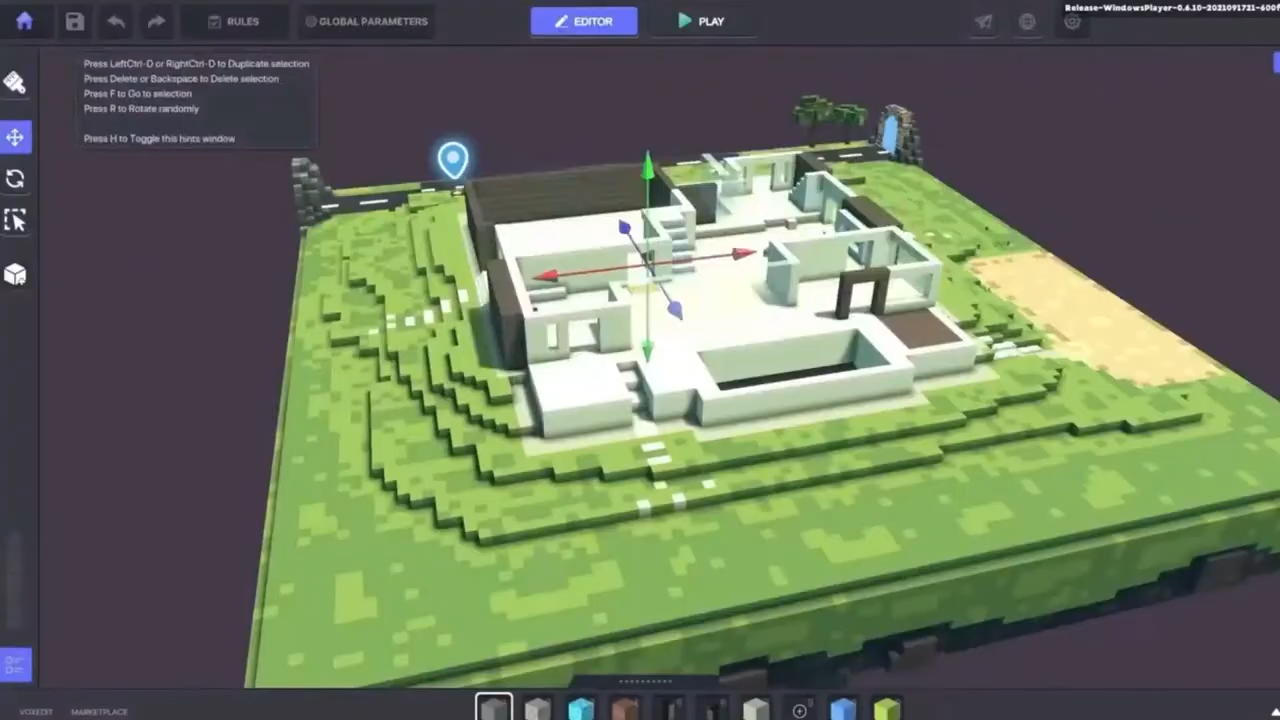 Release-WindowsPlayer-0.6.10-2021091721-600f
RULES
GLOBAL PARAMETERS
EDITOR
PLAY
Press LeftCtrl-D or RightCtrl-D to Duplicate selection
Press Delete or Backspace to Delete selection
Press F to Go to selection
Press R to Rotate randomly
Press H to Toggle this hints window
VOXEDIT
MARKETPLACE